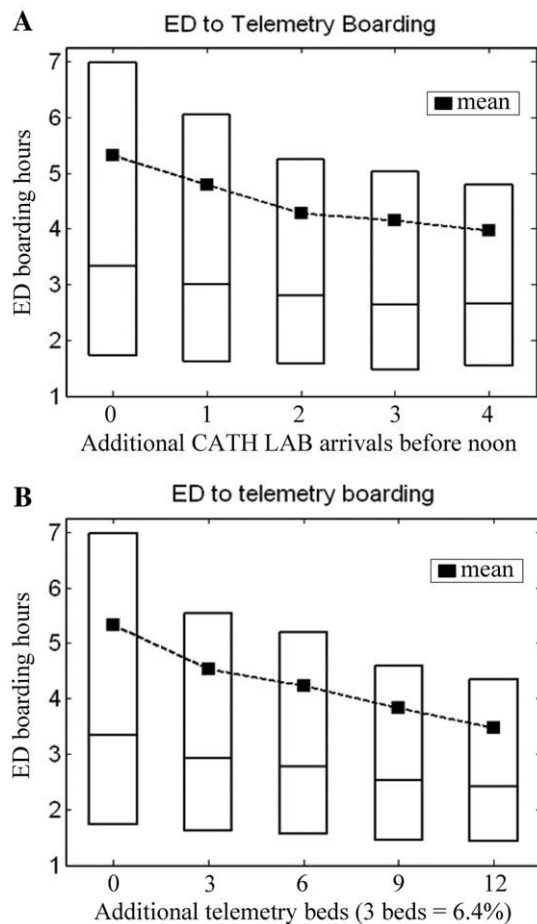 A
ED to Telemetry Boarding
7
6
5
4
3
2
1
ED boarding hours
mean
0 1 2 3 4
Additional CATH LAB arrivals before noon
B
ED to telemetry boarding
7
6
5
4
3
2
1
ED boarding hours
mean
0 3 6 9 12
Additional telemetry beds (3 beds = 6.4%)